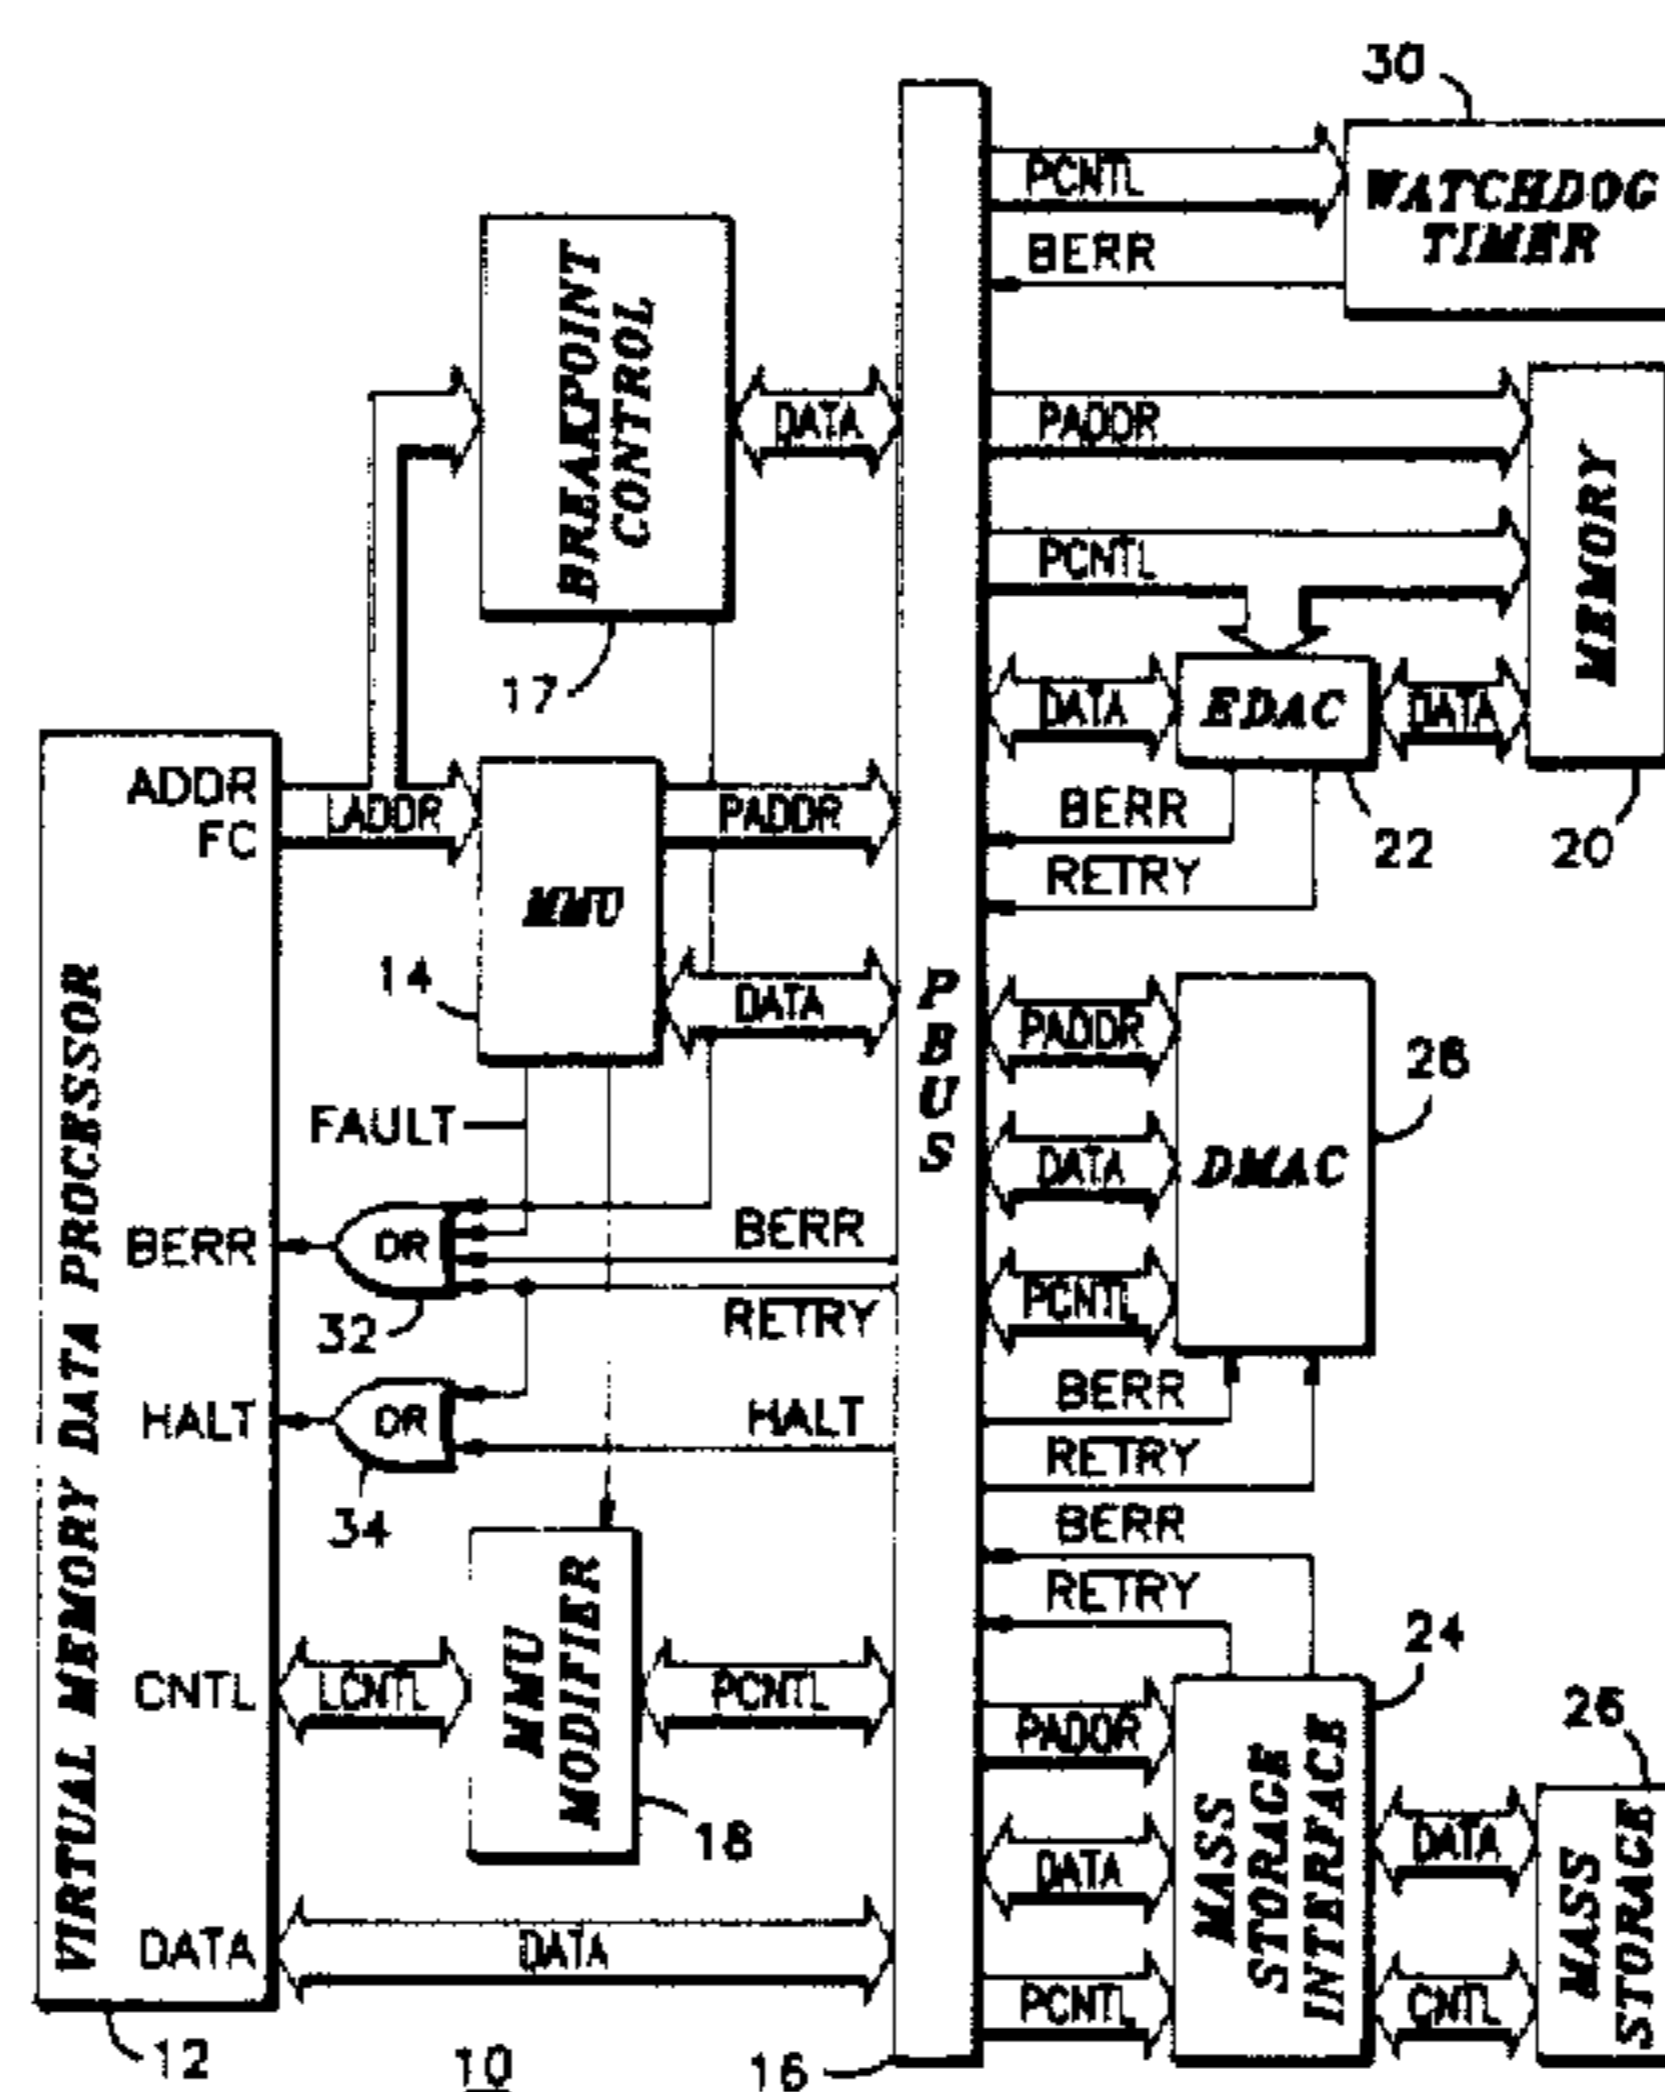 30
PCNTL
WATCHDOG
TIMER
BERR
BREAKPOINT
CONTROL
DATA
PADDR
PCNTL
MEMORY
17
DATA
EDAC
DATA
ADDR
FC
LADDR
PADDR
BERR
RETRY
22
20
MMU
14
DATA
P BUS
PADDR
28
DATA
DMAC
PCNTL
FAULT
VIRTUAL MEMORY DATA PROCESSOR
BERR
OR
BERR
RETRY
32
HALT
OR
HALT
34
BERR
RETRY
BERR
RETRY
24
CNTL
LCNTL
MMU
MODIFIER
PCNTL
18
PADDR
26
MASS
STORAGE
INTERFACE
DATA
DATA
MASS
STORAGE
DATA
DATA
PCNTL
CNTL
12
10
16